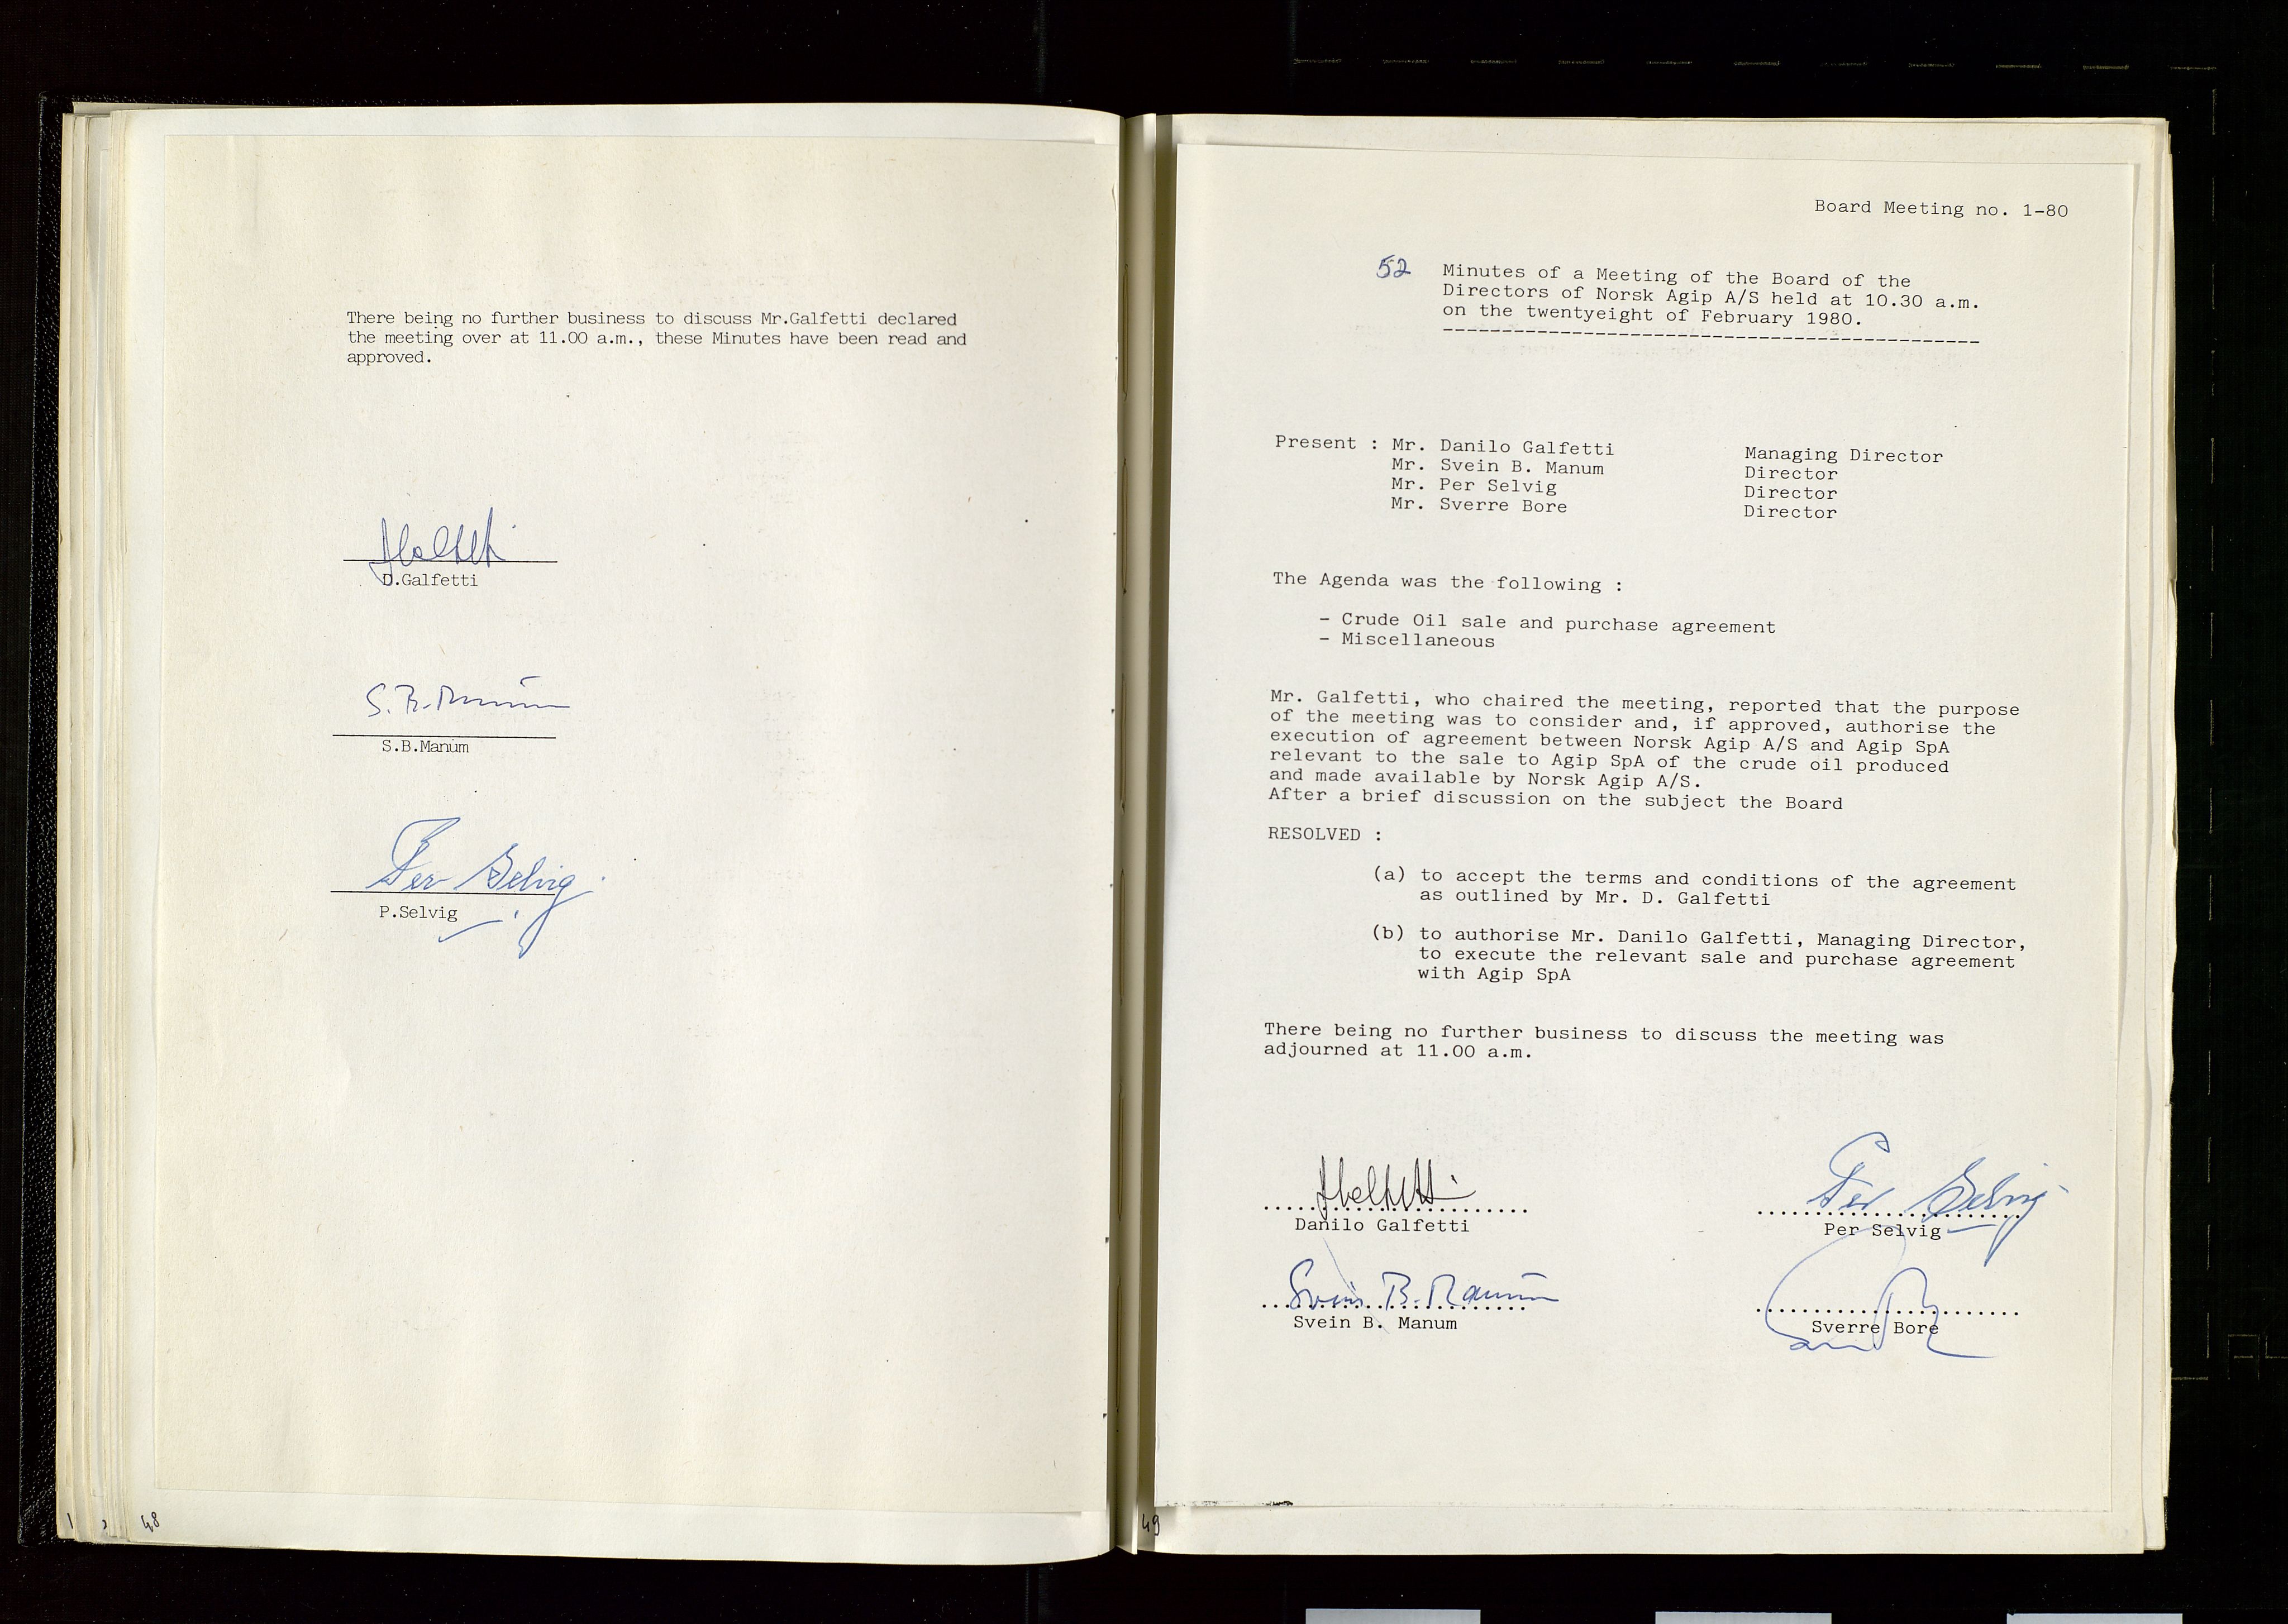 There being no further business to discuss Mr.Galfetti declared
the meeting over at 11.00 a.m., these Minutes have been read and
approved.
D.Galfetti
S.B.Manum
S.B.Manum
Per Selvig
P.Selvig
48
Board Meeting no. 1-80
52 Minutes of a Meeting of the Board of the
Directors of Norsk Agip A/S held at 10.30 a.m.
on the twentyeight of February 1980.
Present : Mr. Danilo Galfetti Managing Director
Mr. Svein B. Manum Director
Mr. Per Selvig Director
Mr. Sverre Bore Director
The Agenda was the following :
- Crude Oil sale and purchase agreement
- Miscellaneous
Mr. Galfetti, who chaired the meeting, reported that the purpose
of the meeting was to consider and, if approved, authorise the
execution of agreement between Norsk Agip A/S and Agip SpA
relevant to the sale to Agip SpA of the crude oil produced
and made available by Norsk Agip A/S.
After a brief discussion on the subject the Board
RESOLVED :
(a) to accept the terms and conditions of the agreement
as outlined by Mr. D. Galfetti
(b) to authorise Mr. Danilo Galfetti, Managing Director,
to execute the relevant sale and purchase agreement
with Agip SpA
There being no further business to discuss the meeting was
adjourned at 11.00 a.m.
Per Selvig
Danilo Galfetti Per Selvig
Svein B. Manum
Svein B. Manum Sverre Bore
49